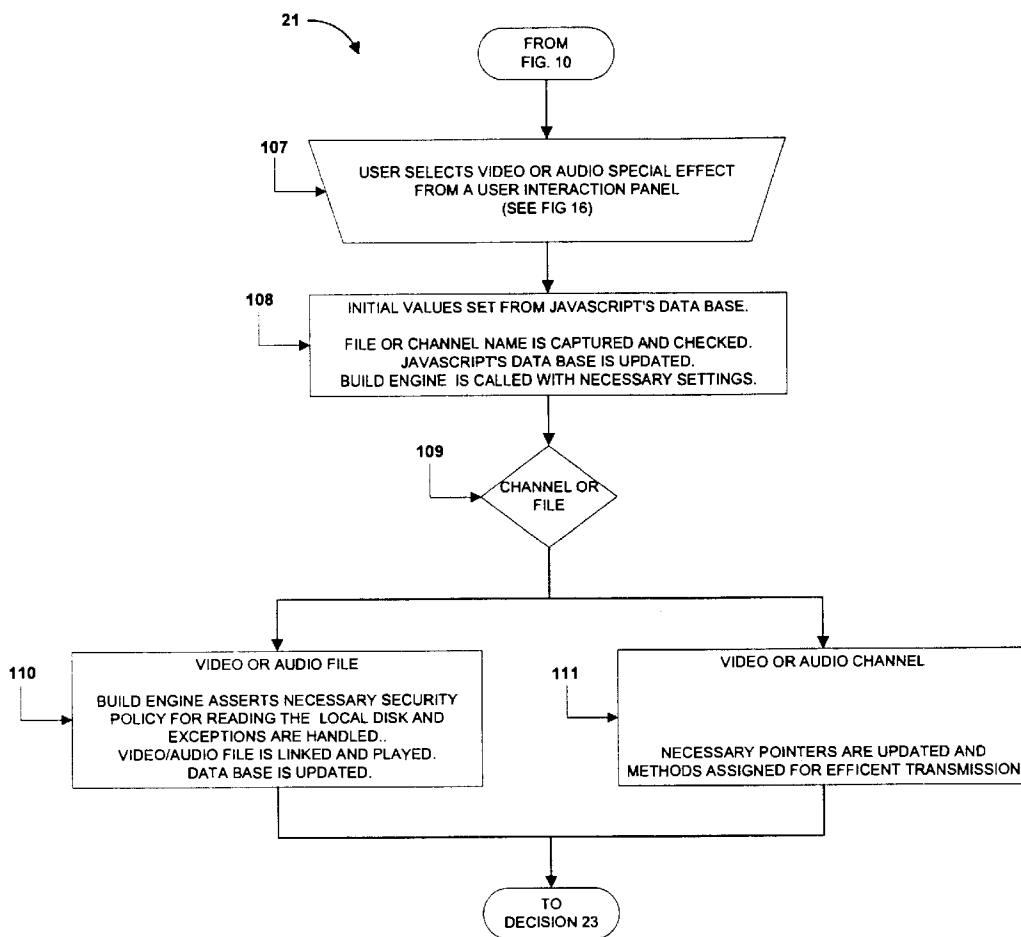 21
FROM
FIG. 10
107
USER SELECTS VIDEO OR AUDIO SPECIAL EFFECT
FROM A USER INTERACTION PANEL
(SEE FIG 16)
108
INITIAL VALUES SET FROM JAVASCRIPT'S DATA BASE.
FILE OR CHANNEL NAME IS CAPTURED AND CHECKED.
JAVASCRIPT'S DATA BASE IS UPDATED.
BUILD ENGINE IS CALLED WITH NECESSARY SETTINGS.
109
CHANNEL OR
FILE
110
VIDEO OR AUDIO FILE
BUILD ENGINE ASSERTS NECESSARY SECURITY
POLICY FOR READING THE LOCAL DISK AND
EXCEPTIONS ARE HANDLED..
VIDEO/AUDIO FILE IS LINKED AND PLAYED.
DATA BASE IS UPDATED.
111
VIDEO OR AUDIO CHANNEL
NECESSARY POINTERS ARE UPDATED AND
METHODS ASSIGNED FOR EFFICENT TRANSMISSION
TO
DECISION 23